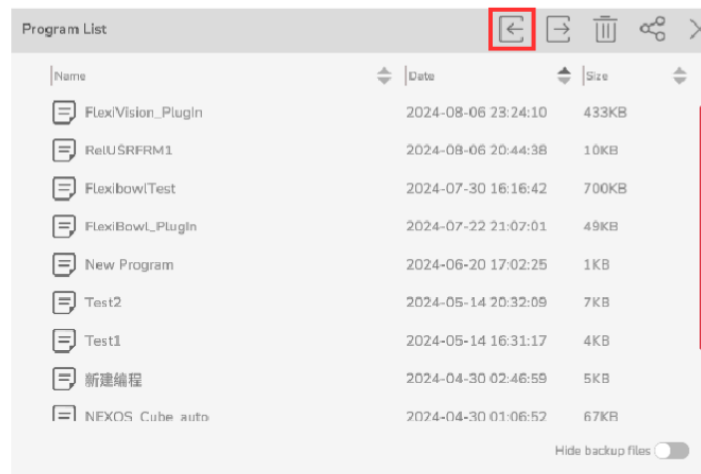 Program List
Name Date Size
FlexiVision_PlugIn 2024-08-06 23:24:10 433KB
RelUSRFRM1 2024-08-06 20:44:38 10KB
FlexibowlTest 2024-07-30 16:16:42 700KB
FlexiBowl_PlugIn 2024-07-22 21:07:01 49KB
New Program 2024-06-20 17:02:25 1KB
Test2 2024-05-14 20:32:09 7KB
Test1 2024-05-14 16:31:17 4KB
新建编程 2024-04-30 02:46:59 5KB
NEXOS_Cube_auto 2024-04-30 01:06:52 67KB
Hide backup files